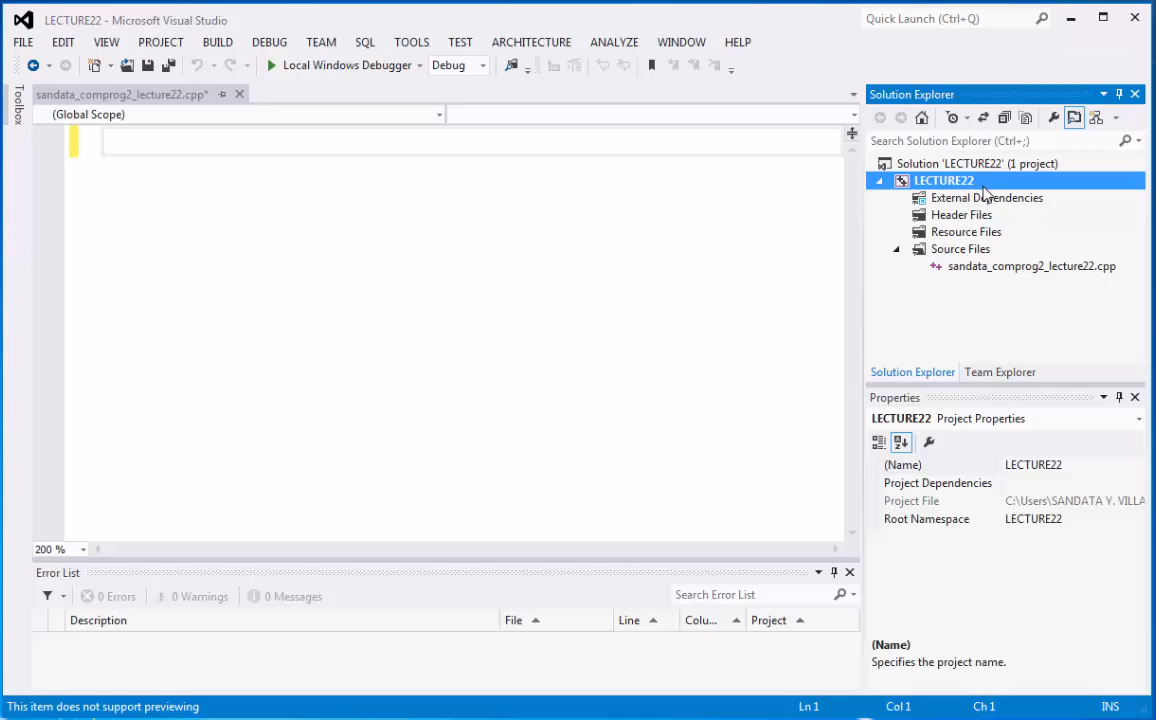 LECTURE22 - Microsoft Visual Studio
Quick Launch (Ctrl+Q)
FILE EDIT VIEW PROJECT BUILD DEBUG TEAM SQL TOOLS TEST ARCHITECTURE ANALYZE WINDOW HELP
Local Windows Debugger Debug
Toolbox
sandata_comprog2_lecture22.cpp*
(Global Scope)
200 %
Error List
0 Errors 0 Warnings 0 Messages
Search Error List
Description File Line Colu... Project
Solution Explorer
Search Solution Explorer (Ctrl+;)
Solution 'LECTURE22' (1 project)
LECTURE22
External Dependencies
Header Files
Resource Files
Source Files
sandata_comprog2_lecture22.cpp
Solution Explorer Team Explorer
Properties
LECTURE22 Project Properties
(Name) LECTURE22
Project Dependencies
Project File C:\Users\SANDATA Y. VILLA
Root Namespace LECTURE22
(Name)
Specifies the project name.
This item does not support previewing Ln 1 Col 1 Ch 1 INS